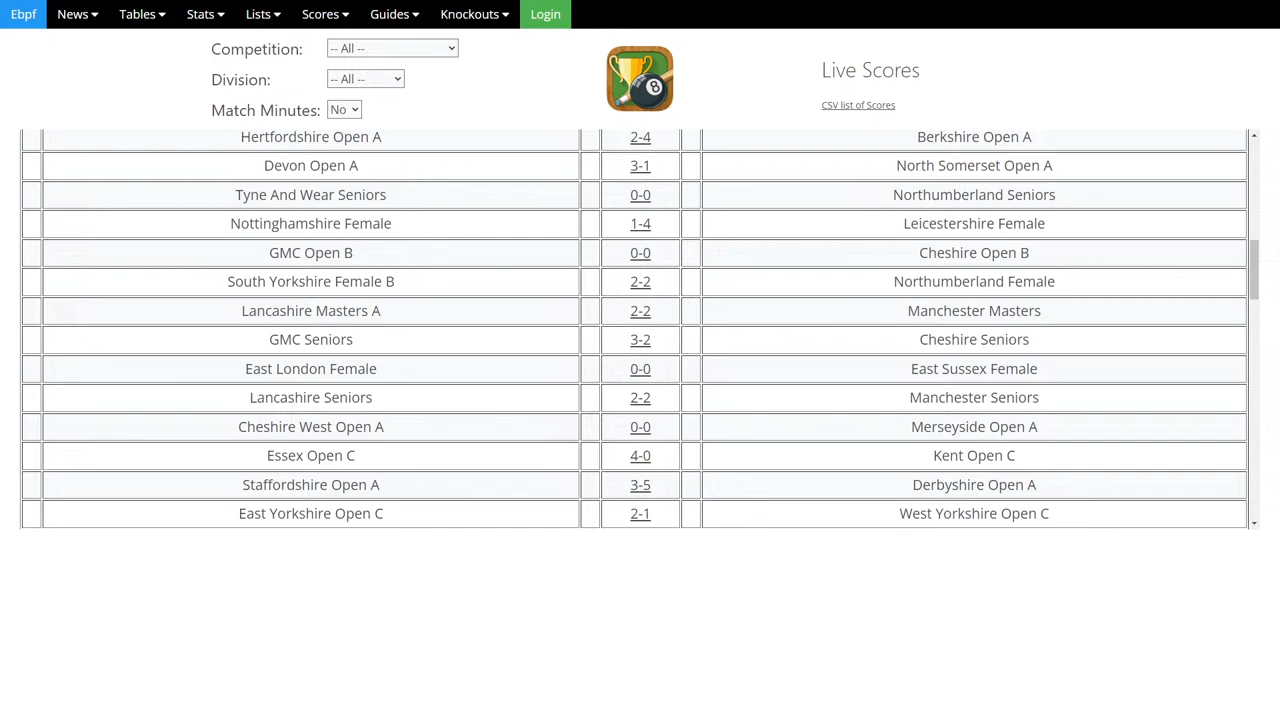 Ebpf News Tables Stats Lists Scores Guides Knockouts Login
Competition: -- All --
Division: -- All --
Match Minutes: No
8
Live Scores
CSV list of Scores
Hertfordshire Open A 2-4 Berkshire Open A
Devon Open A 3-1 North Somerset Open A
Tyne And Wear Seniors 0-0 Northumberland Seniors
Nottinghamshire Female 1-4 Leicestershire Female
GMC Open B 0-0 Cheshire Open B
South Yorkshire Female B 2-2 Northumberland Female
Lancashire Masters A 2-2 Manchester Masters
GMC Seniors 3-2 Cheshire Seniors
East London Female 0-0 East Sussex Female
Lancashire Seniors 2-2 Manchester Seniors
Cheshire West Open A 0-0 Merseyside Open A
Essex Open C 4-0 Kent Open C
Staffordshire Open A 3-5 Derbyshire Open A
East Yorkshire Open C 2-1 West Yorkshire Open C